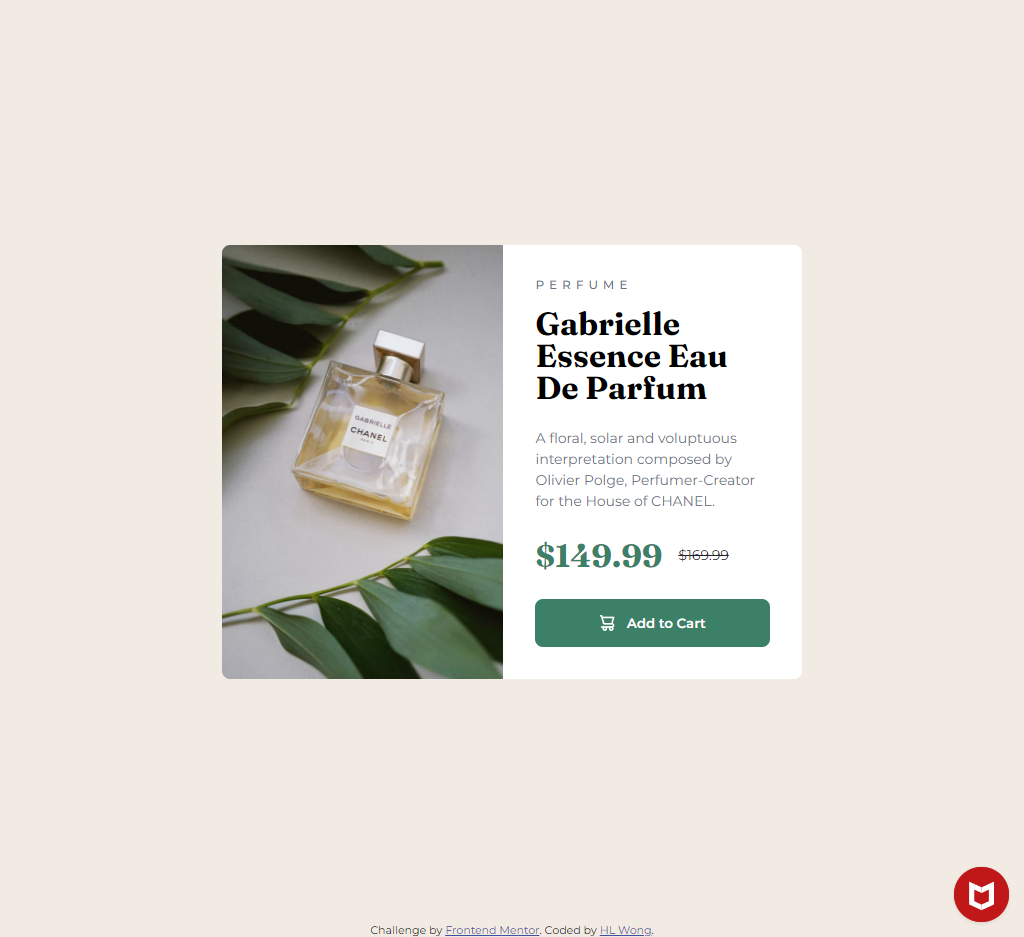 PERFUME
Gabrielle
Essence Eau
De Parfum
GABRIELLE
CHANEL
A floral, solar and voluptuous
interpretation composed by
Olivier Polge, Perfumer-Creator
for the House of CHANEL.
$149.99 $169.99
Add to Cart
Challenge by Frontend Mentor. Coded by HL Wong.